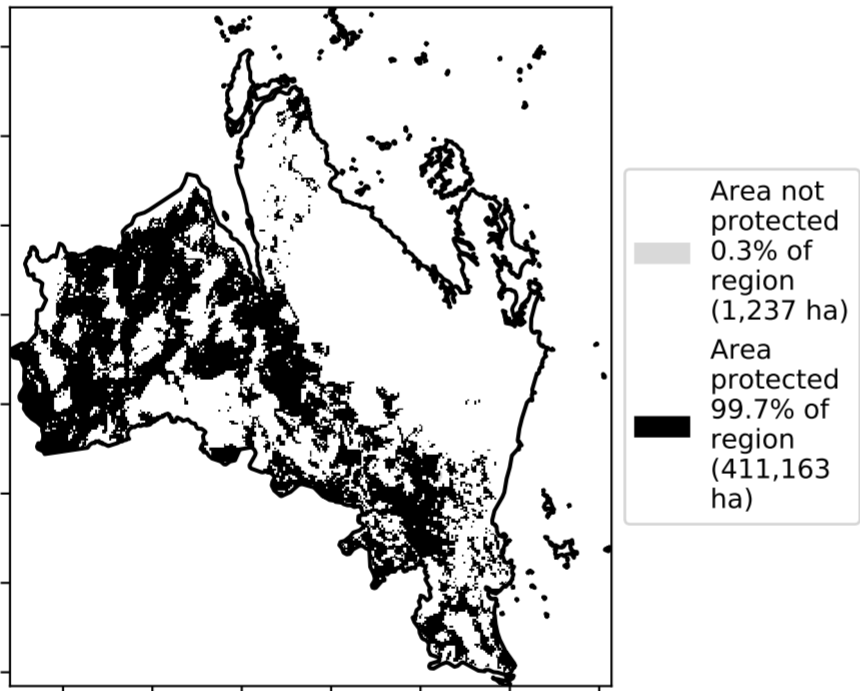 Area not
protected
0.3% of
region
(1,237 ha)
Area
protected
99.7% of
region
(411,163
ha)